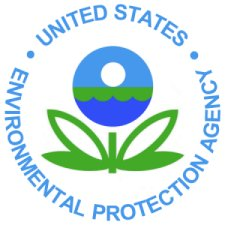 UNITED STATES
ENVIRONMENTAL PROTECTION AGENCY